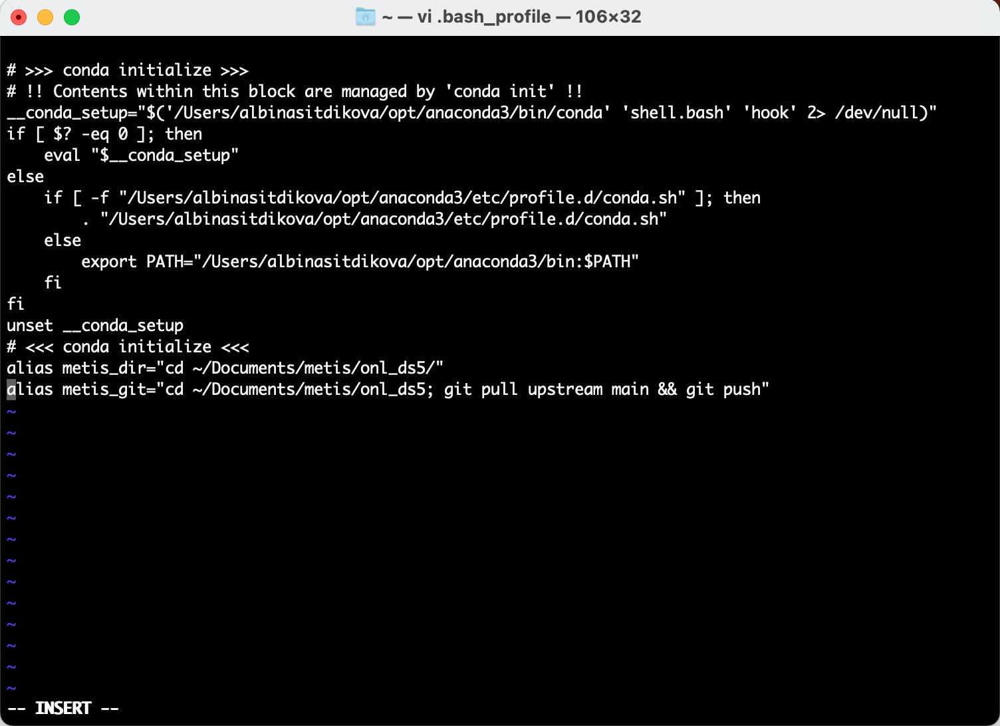 ~ — vi .bash_profile — 106×32
# >>> conda initialize >>>
# !! Contents within this block are managed by 'conda init' !!
__conda_setup="$('/Users/albinasitdikova/opt/anaconda3/bin/conda' 'shell.bash' 'hook' 2> /dev/null)"
if [ $? -eq 0 ]; then
    eval "$__conda_setup"
else
    if [ -f "/Users/albinasitdikova/opt/anaconda3/etc/profile.d/conda.sh" ]; then
        . "/Users/albinasitdikova/opt/anaconda3/etc/profile.d/conda.sh"
    else
        export PATH="/Users/albinasitdikova/opt/anaconda3/bin:$PATH"
    fi
fi
unset __conda_setup
# <<< conda initialize <<<
alias metis_dir="cd ~/Documents/metis/onl_ds5/"
alias metis_git="cd ~/Documents/metis/onl_ds5; git pull upstream main && git push"
~
~
~
~
~
~
~
~
~
~
~
~
~
~
-- INSERT --